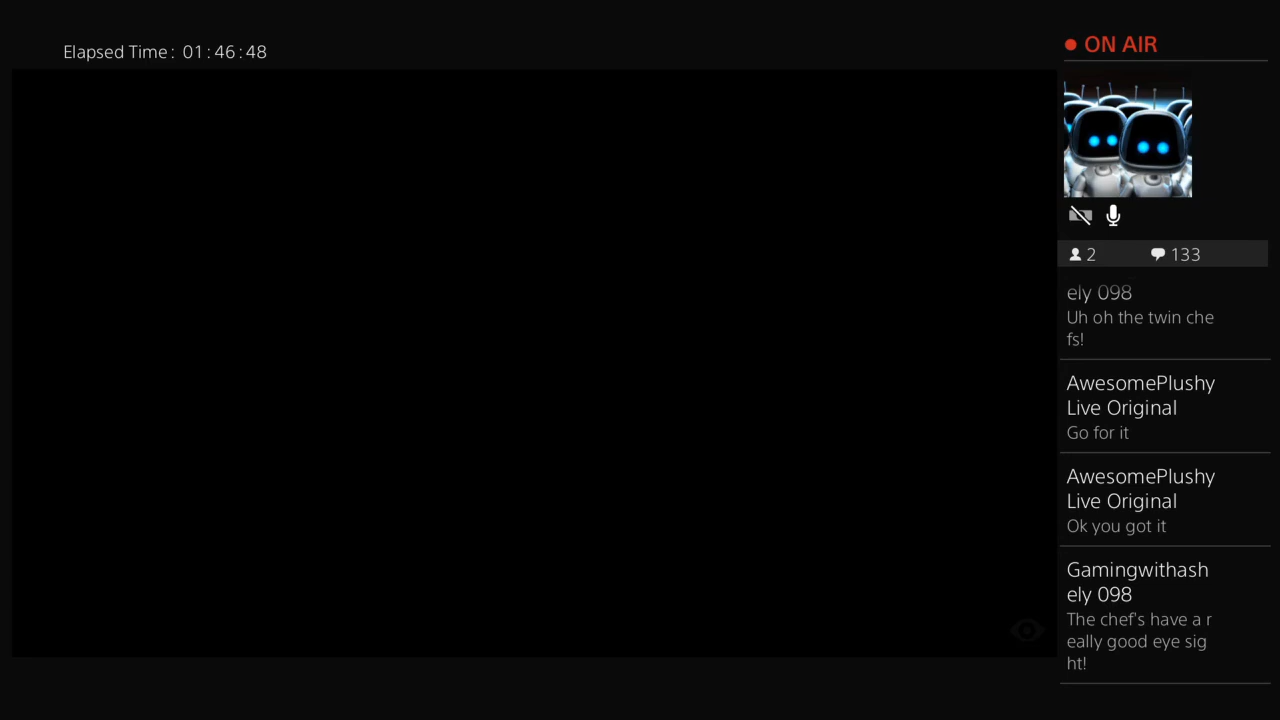 Elapsed Time: 01:46:48
ON AIR
2 133
ely 098
Uh oh the twin che
fs!
AwesomePlushy
Live Original
Go for it
AwesomePlushy
Live Original
Ok you got it
Gamingwithash
ely 098
The chef's have a r
eally good eye sig
ht!